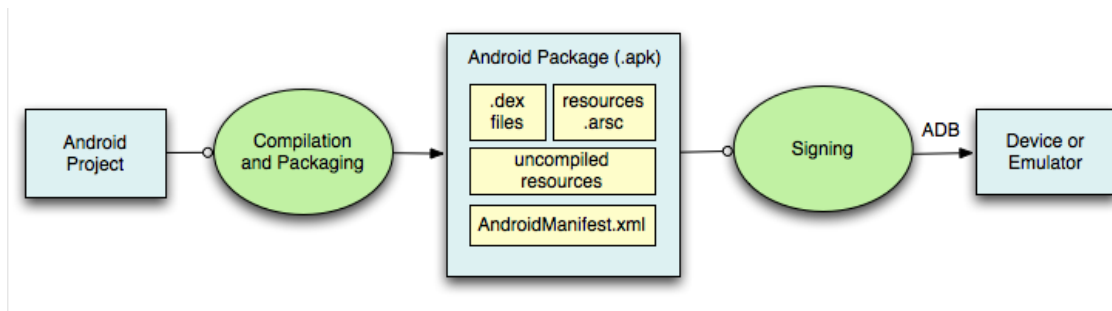 Android
Project
Compilation
and Packaging
Android Package (.apk)
.dex
files
resources
.arsc
uncompiled
resources
AndroidManifest.xml
Signing
ADB
Device or
Emulator